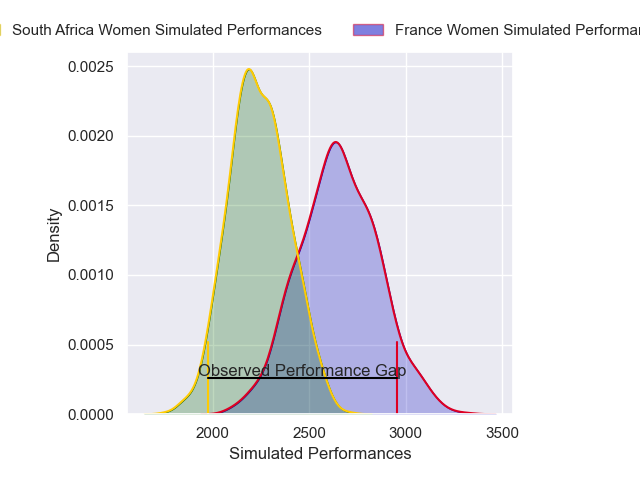 South Africa Women Simulated Performances France Women Simulated
0.0025
0.0020
0.0015
0.0010
0.0005
0.0000
Density
Observed Performance Gap
2000 2500 3000 3500
Simulated Performances